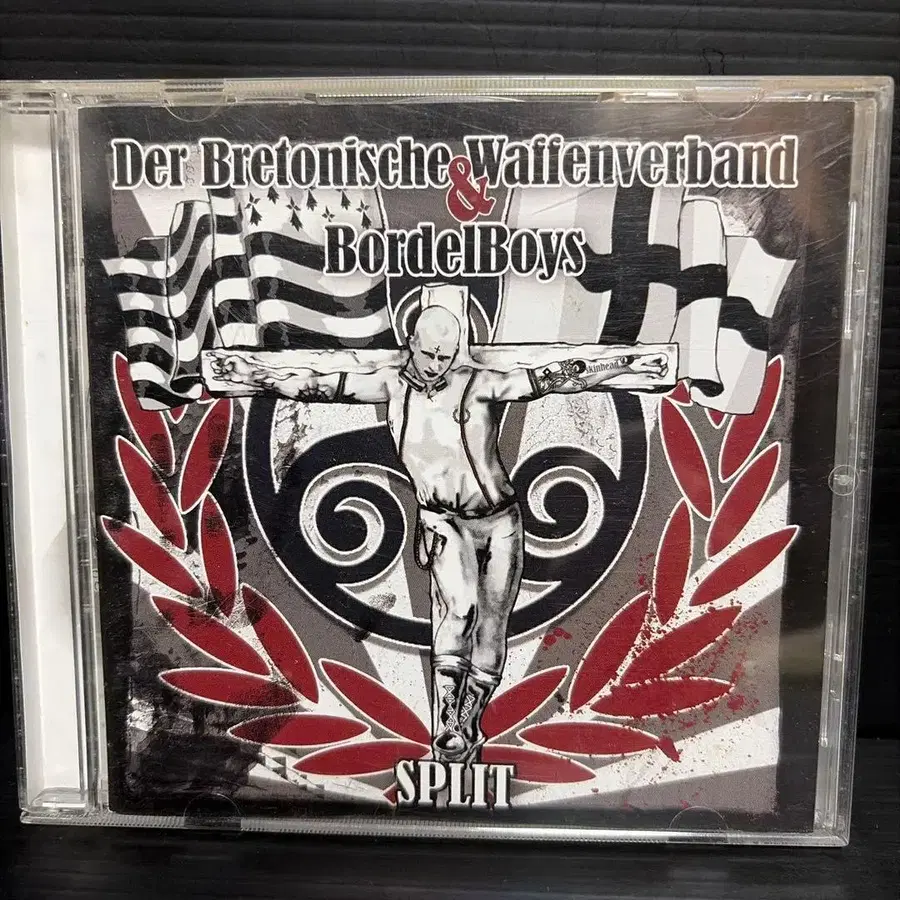 Der Bretonische Waffenverband
&
BordelBoys
skinhead
SPLIT